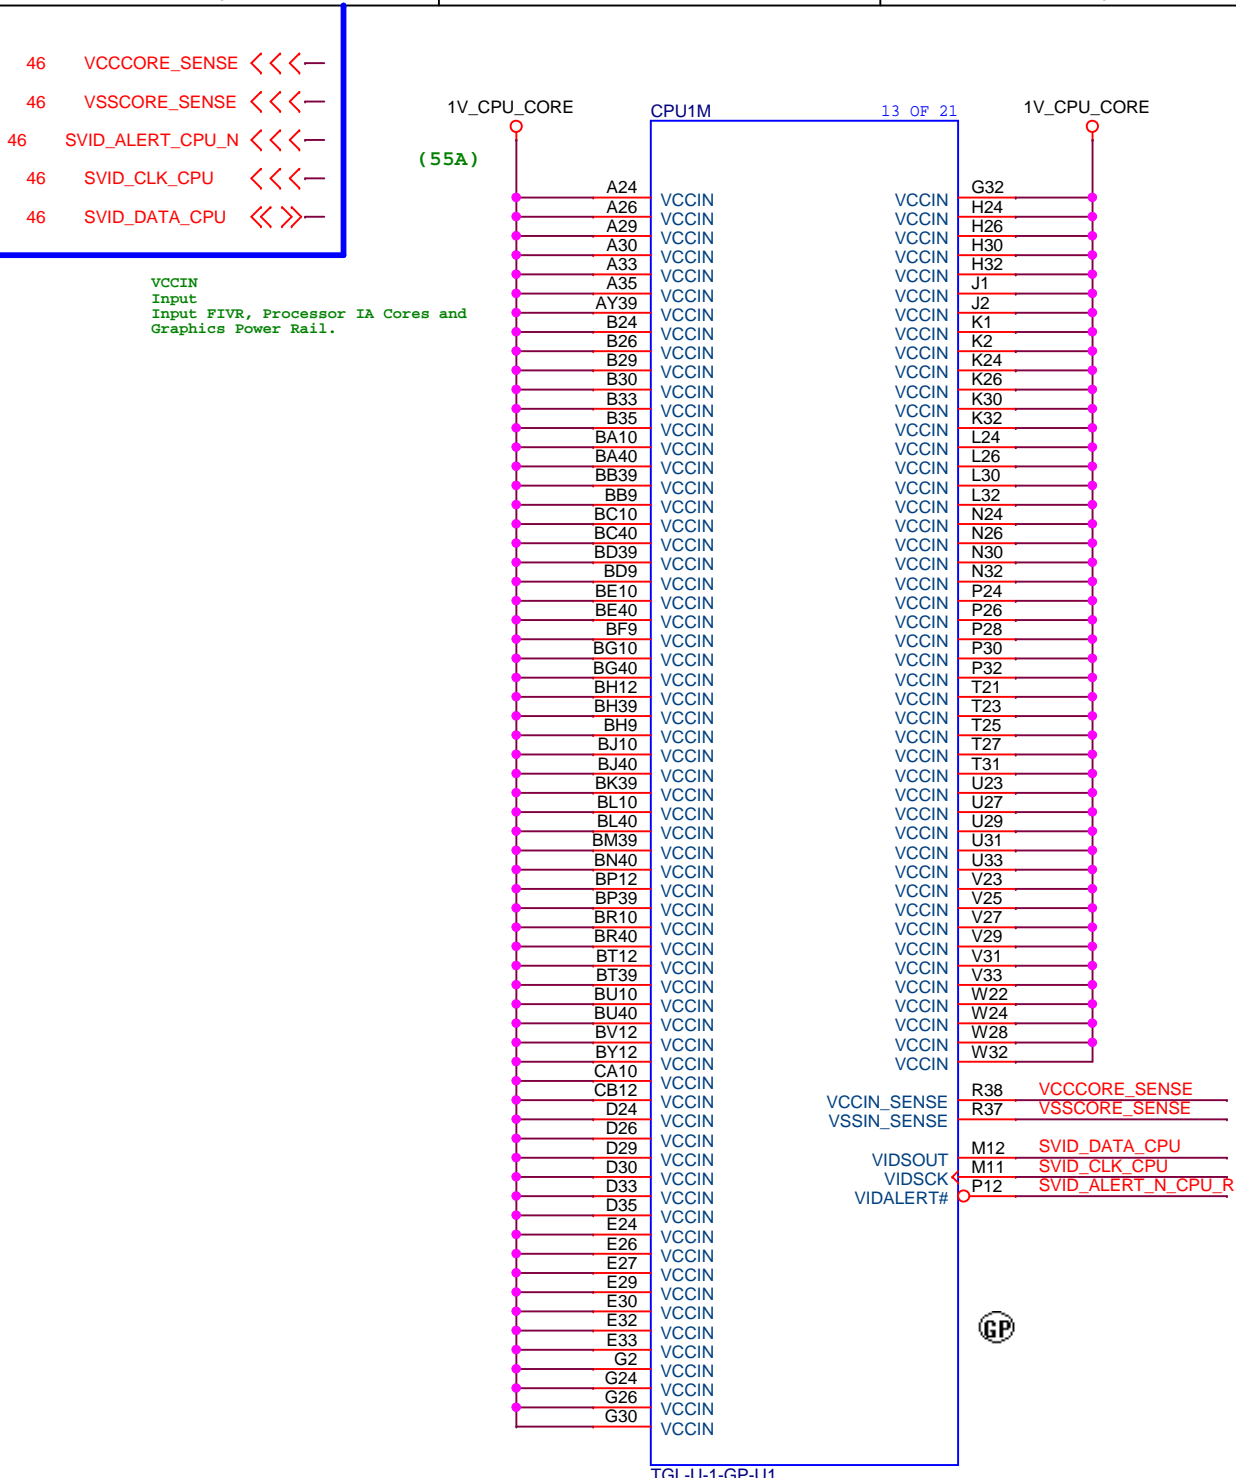 46 VCCCORE_SENSE
46 VSSCORE_SENSE
46 SVID_ALERT_CPU_N
46 SVID_CLK_CPU
46 SVID_DATA_CPU
VCCIN
Input
Input FIVR, Processor IA Cores and
Graphics Power Rail.
1V_CPU_CORE
(55A)
CPU1M 13 OF 21
1V_CPU_CORE
A24 VCCIN VCCIN G32
A26 VCCIN VCCIN H24
A29 VCCIN VCCIN H26
A30 VCCIN VCCIN H30
A33 VCCIN VCCIN H32
A35 VCCIN VCCIN J1
AY39 VCCIN VCCIN J2
B24 VCCIN VCCIN K1
B26 VCCIN VCCIN K2
B29 VCCIN VCCIN K24
B30 VCCIN VCCIN K26
B33 VCCIN VCCIN K30
B35 VCCIN VCCIN K32
BA10 VCCIN VCCIN L24
BA40 VCCIN VCCIN L26
BB39 VCCIN VCCIN L30
BB9 VCCIN VCCIN L32
BC10 VCCIN VCCIN N24
BC40 VCCIN VCCIN N26
BD39 VCCIN VCCIN N30
BD9 VCCIN VCCIN N32
BE10 VCCIN VCCIN P24
BE40 VCCIN VCCIN P26
BF9 VCCIN VCCIN P28
BG10 VCCIN VCCIN P30
BG40 VCCIN VCCIN P32
BH12 VCCIN VCCIN T21
BH39 VCCIN VCCIN T23
BH9 VCCIN VCCIN T25
BJ10 VCCIN VCCIN T27
BJ40 VCCIN VCCIN T31
BK39 VCCIN VCCIN U23
BL10 VCCIN VCCIN U27
BL40 VCCIN VCCIN U29
BM39 VCCIN VCCIN U31
BN40 VCCIN VCCIN U33
BP12 VCCIN VCCIN V23
BP39 VCCIN VCCIN V25
BR10 VCCIN VCCIN V27
BR40 VCCIN VCCIN V29
BT12 VCCIN VCCIN V31
BT39 VCCIN VCCIN V33
BU10 VCCIN VCCIN W22
BU40 VCCIN VCCIN W24
BV12 VCCIN VCCIN W28
BY12 VCCIN VCCIN W32
CA10 VCCIN
CB12 VCCIN VCCIN_SENSE R38 VCCCORE_SENSE
D24 VCCIN VSSIN_SENSE R37 VSSCORE_SENSE
D26 VCCIN
D29 VCCIN VIDSOUT M12 SVID_DATA_CPU
D30 VCCIN VIDSCK M11 SVID_CLK_CPU
D33 VCCIN VIDALERT# P12 SVID_ALERT_N_CPU_R
D35 VCCIN
E24 VCCIN
E26 VCCIN
E27 VCCIN
E29 VCCIN
E30 VCCIN
E32 VCCIN
E33 VCCIN
G2 VCCIN
G24 VCCIN
G26 VCCIN
G30 VCCIN
GP
TGL-U-1-GP-U1